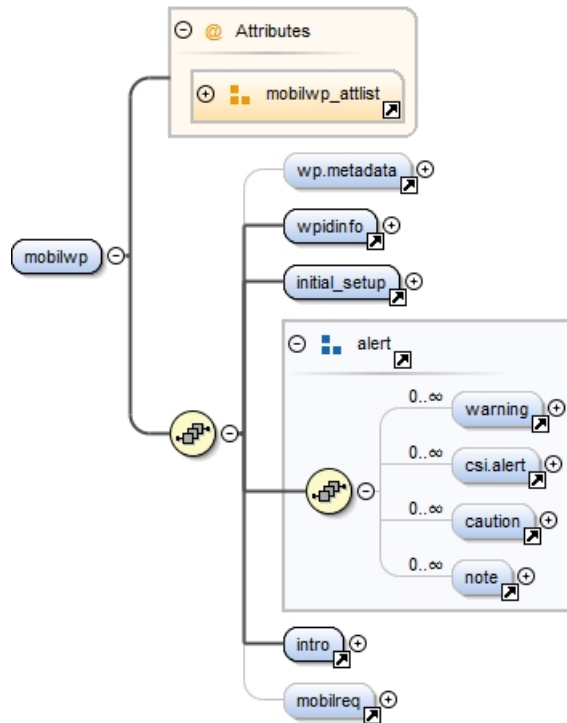 @ Attributes
mobilwp_attlist
wp.metadata
wpidinfo
mobilwp
initial_setup
alert
0..∞
warning
0..∞
csi.alert
0..∞
caution
0..∞
note
intro
mobilreq